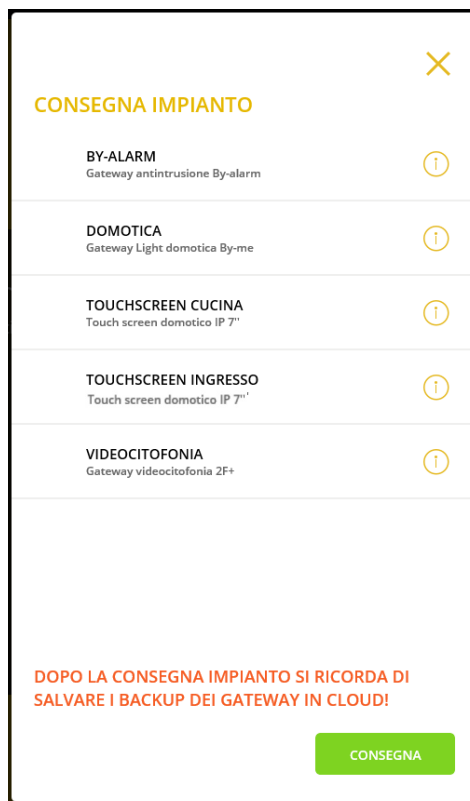 CONSEGNA IMPIANTO
BY-ALARM
Gateway antintrusione By-alarm
DOMOTICA
Gateway Light domotica By-me
TOUCHSCREEN CUCINA
Touch screen domotico IP 7''
TOUCHSCREEN INGRESSO
Touch screen domotico IP 7'''
VIDEOCITOFONIA
Gateway videocitofonia 2F+
DOPO LA CONSEGNA IMPIANTO SI RICORDA DI
SALVARE I BACKUP DEI GATEWAY IN CLOUD!
CONSEGNA